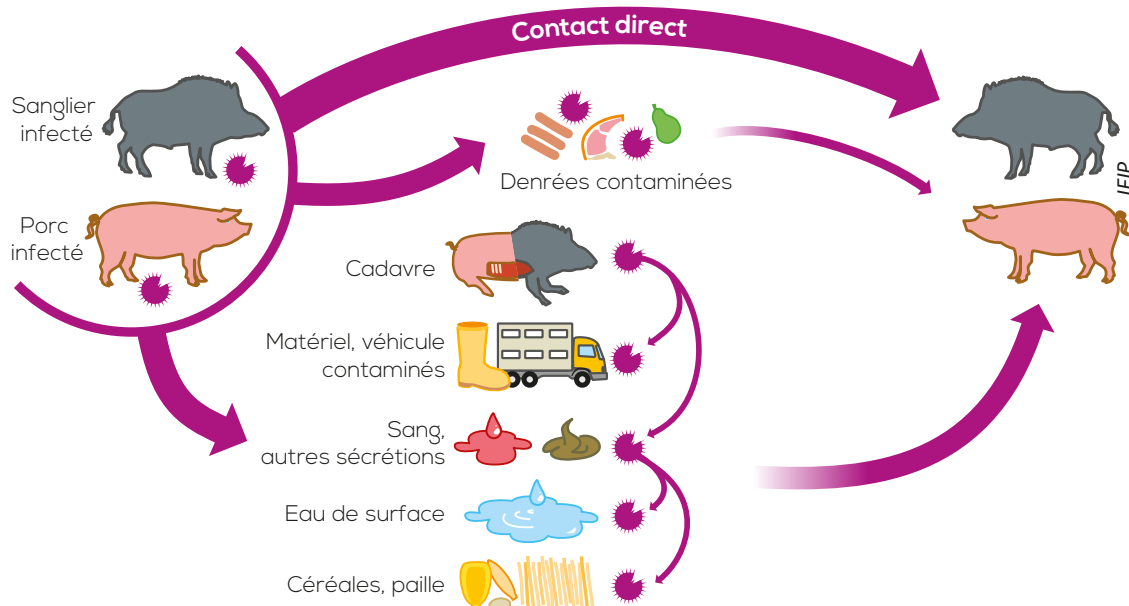 Contact direct
Sanglier
infecté
Porc
infecté
Denrées contaminées
Cadavre
Matériel, véhicule
contaminés
Sang,
autres sécrétions
Eau de surface
Céréales, paille
IFIP